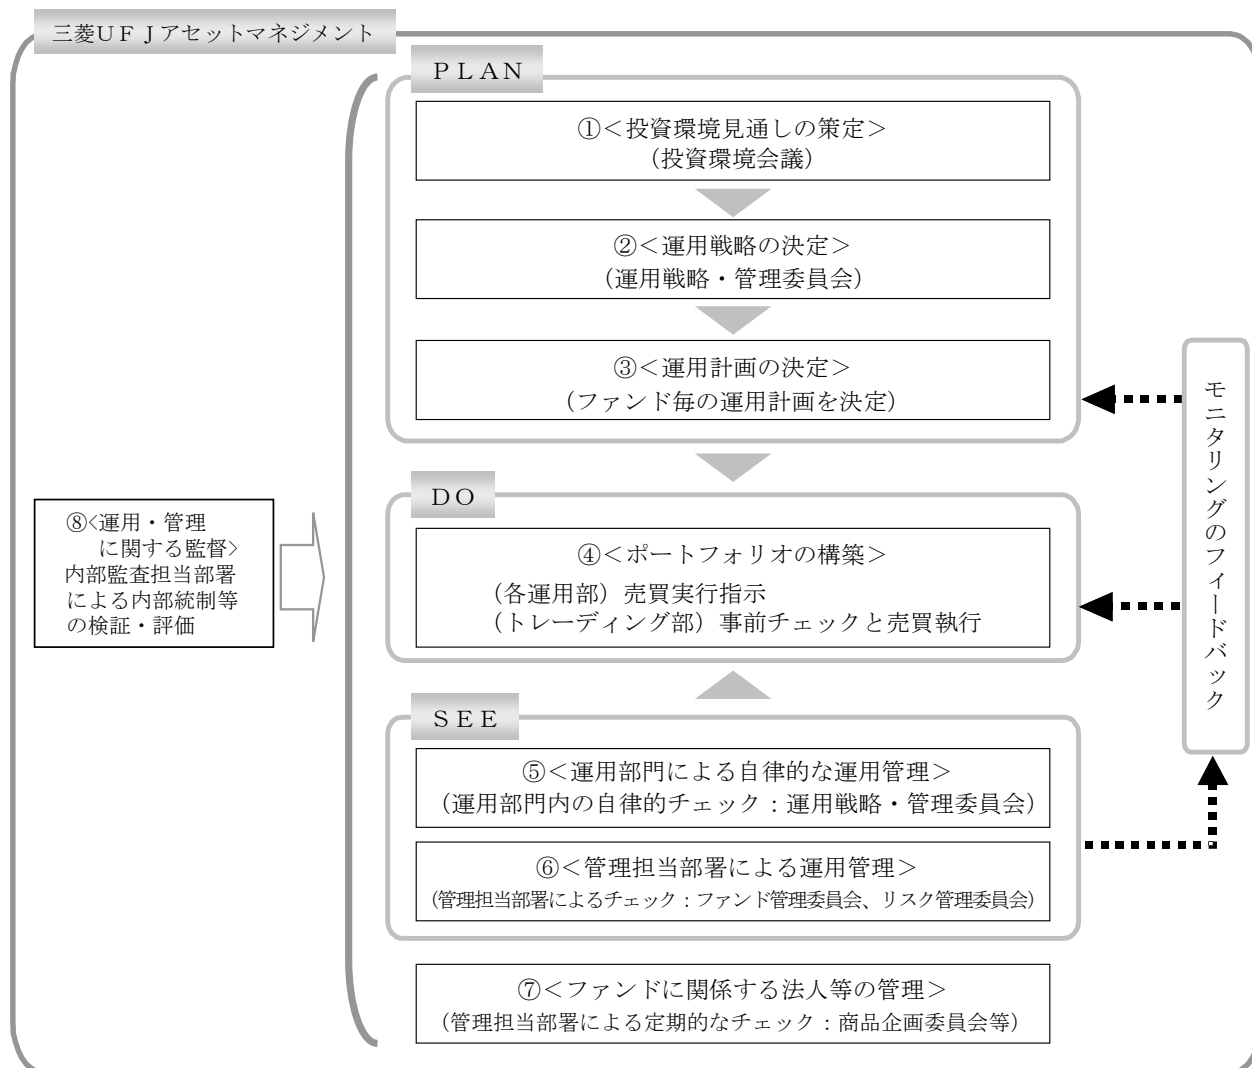 三菱ＵＦＪアセットマネジメント
ＰＬＡＮ
①＜投資環境見通しの策定＞
（投資環境会議）
②＜運用戦略の決定＞
（運用戦略・管理委員会）
③＜運用計画の決定＞
（ファンド毎の運用計画を決定）
ＤＯ
④＜ポートフォリオの構築＞
（各運用部）売買実行指示
（トレーディング部）事前チェックと売買執行
ＳＥＥ
⑤＜運用部門による自律的な運用管理＞
（運用部門内の自律的チェック：運用戦略・管理委員会）
⑥＜管理担当部署による運用管理＞
（管理担当部署によるチェック：ファンド管理委員会、リスク管理委員会）
⑦＜ファンドに関係する法人等の管理＞
（管理担当部署による定期的なチェック：商品企画委員会等）
⑧<運用・管理
に関する監督>
内部監査担当部署
による内部統制等
の検証・評価
モニタリングのフィードバック